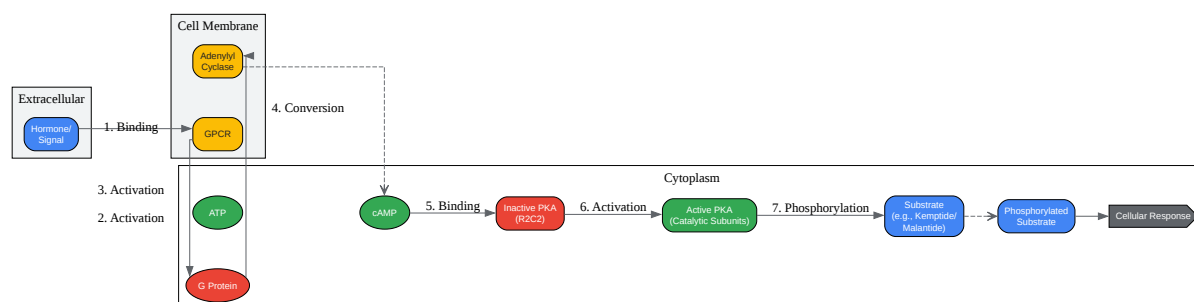 Cell Membrane
Adenylyl
Cyclase
Extracellular
4. Conversion
Hormone/
Signal
1. Binding
GPCR
Cytoplasm
3. Activation
2. Activation
ATP
cAMP
5. Binding
Inactive PKA
(R2C2)
6. Activation
Active PKA
(Catalytic Subunits)
7. Phosphorylation
Substrate
(e.g., Kemptide/
Malantide)
Phosphorylated
Substrate
Cellular Response
G Protein